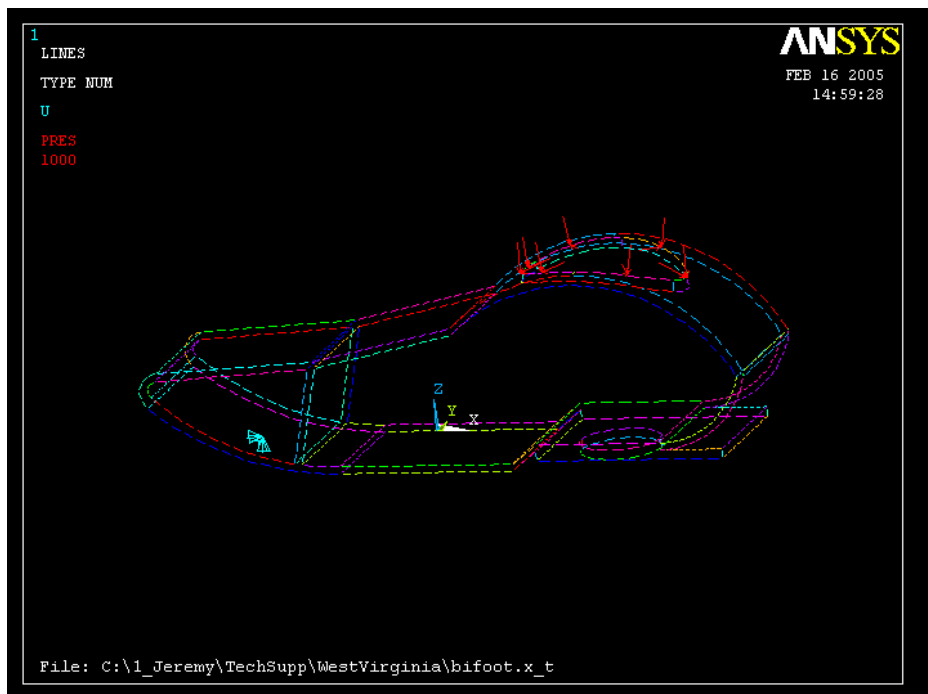 1
LINES
TYPE NUM
U
PRES
1000
ANSYS
FEB 16 2005
14:59:28
Z
Y
X
File: C:\1_Jeremy\TechSupp\WestVirginia\bifoot.x_t